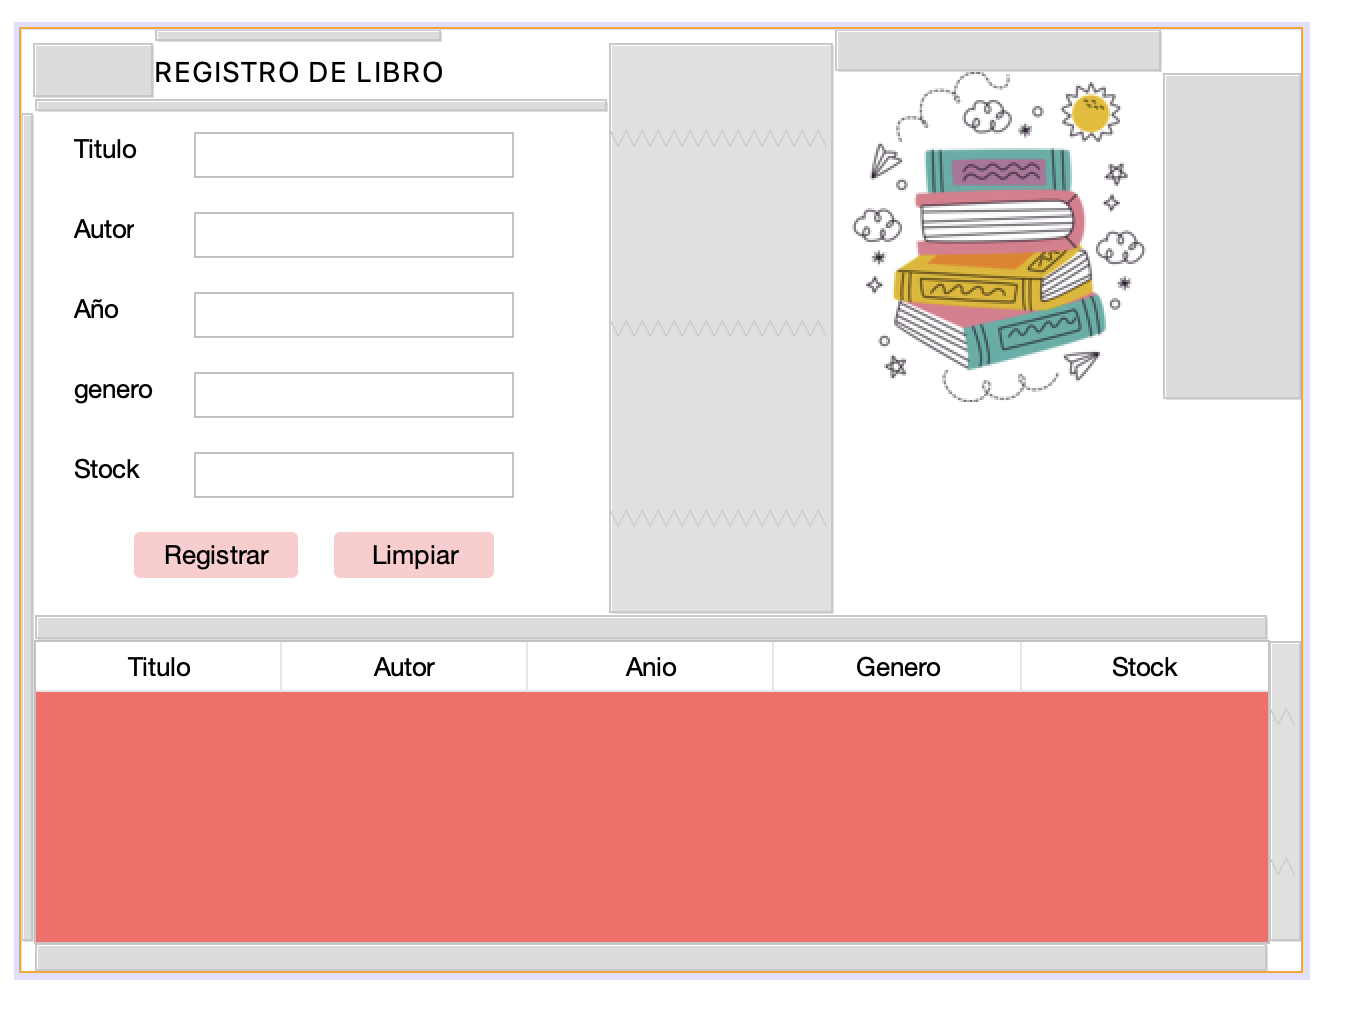 REGISTRO DE LIBRO
Titulo
Autor
Año
genero
Stock
Registrar Limpiar
Titulo Autor Anio Genero Stock